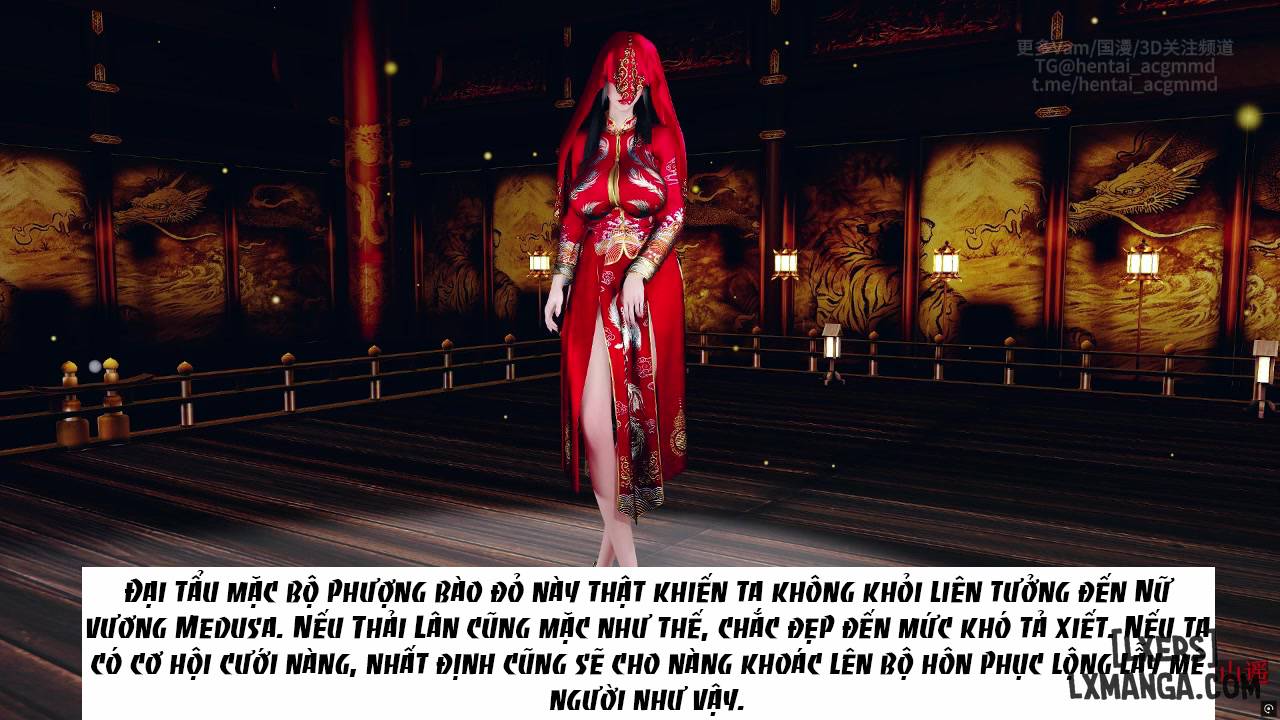 更多Vam/国漫/3D关注频道
TG@hentai_acgmmd
t.me/hentai_acgmmd
Đại tẩu mặc bộ Phượng bào đỏ này thật khiến ta không khỏi liên tưởng đến Nữ
vương Medusa. Nếu Thải Lân cũng mặc như thế, chắc đẹp đến mức khó tả xiết. Nếu ta
có cơ hội cưới nàng, nhất định cũng sẽ cho nàng khoác lên bộ hôn phục lộng lẫy mê
người như vậy.
[LXERS]
LXMANGA.COM